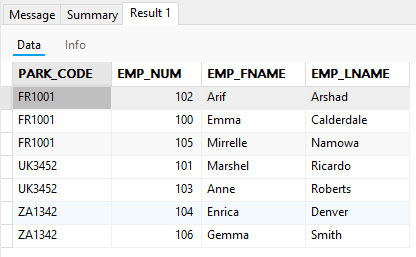 Message Summary Result 1
Data Info
PARK_CODE EMP_NUM EMP_FNAME EMP_LNAME
FR1001 102 Arif Arshad
FR1001 100 Emma Calderdale
FR1001 105 Mirrelle Namowa
UK3452 101 Marshel Ricardo
UK3452 103 Anne Roberts
ZA1342 104 Enrica Denver
ZA1342 106 Gemma Smith